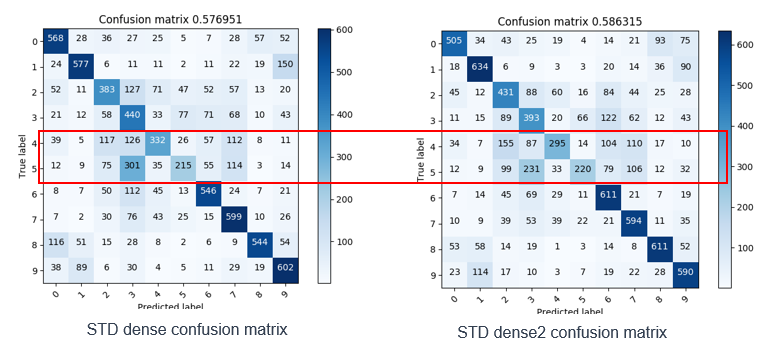 Confusion matrix 0.576951
True label
0 568 28 36 27 25 5 7 28 57 52
1 24 577 6 11 11 2 11 22 19 150
2 52 11 383 127 71 47 52 57 13 20
3 21 12 58 440 33 77 71 68 10 43
4 39 5 117 126 332 26 57 112 8 11
5 12 9 75 301 35 215 55 114 3 14
6 8 7 50 112 45 13 546 24 7 21
7 7 2 30 76 43 25 15 599 10 26
8 116 51 15 28 8 2 6 9 544 54
9 38 89 6 30 4 5 11 29 19 602
0 1 2 3 4 5 6 7 8 9
Predicted label
600
500
400
300
200
100
STD dense confusion matrix
Confusion matrix 0.586315
True label
0 505 34 43 25 19 4 14 21 93 75
1 18 634 6 9 3 3 20 14 36 90
2 45 12 431 88 60 16 84 44 25 28
3 11 15 89 393 20 66 122 62 12 43
4 34 7 155 87 295 14 104 110 17 10
5 12 9 99 231 33 220 79 106 12 32
6 7 14 45 69 29 11 611 21 7 19
7 10 9 39 53 39 22 21 594 11 35
8 53 58 14 19 1 3 14 8 611 52
9 23 114 17 10 3 7 19 22 28 590
0 1 2 3 4 5 6 7 8 9
Predicted label
600
500
400
300
200
100
STD dense2 confusion matrix